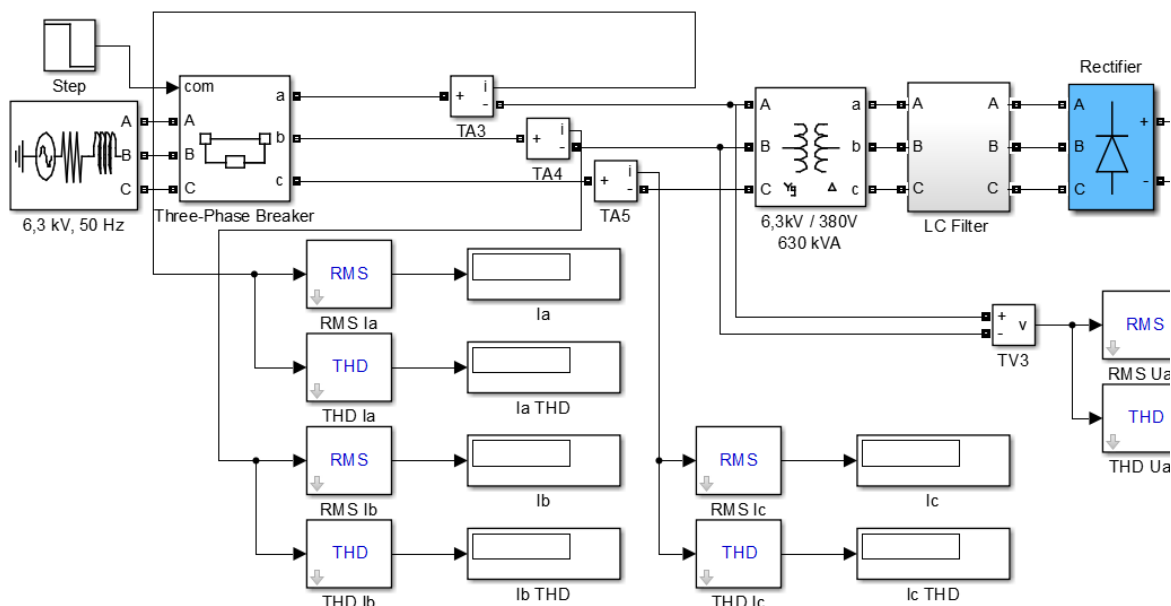 Step
com
A
B
C
A
B
C
a
b
c
6,3 kV, 50 Hz
Three-Phase Breaker
+
i
-
TA3
+
i
-
TA4
+
i
-
TA5
A
B
C
a
b
c
Yg
Δ
6,3kV / 380V
630 kVA
A
B
C
A
B
C
LC Filter
Rectifier
A
B
C
+
-
RMS
RMS Ia
Ia
THD
THD Ia
Ia THD
RMS
RMS Ib
Ib
THD
THD Ib
Ib THD
RMS
RMS Ic
Ic
THD
THD Ic
Ic THD
+
-
v
TV3
RMS
RMS Ua
THD
THD Ua